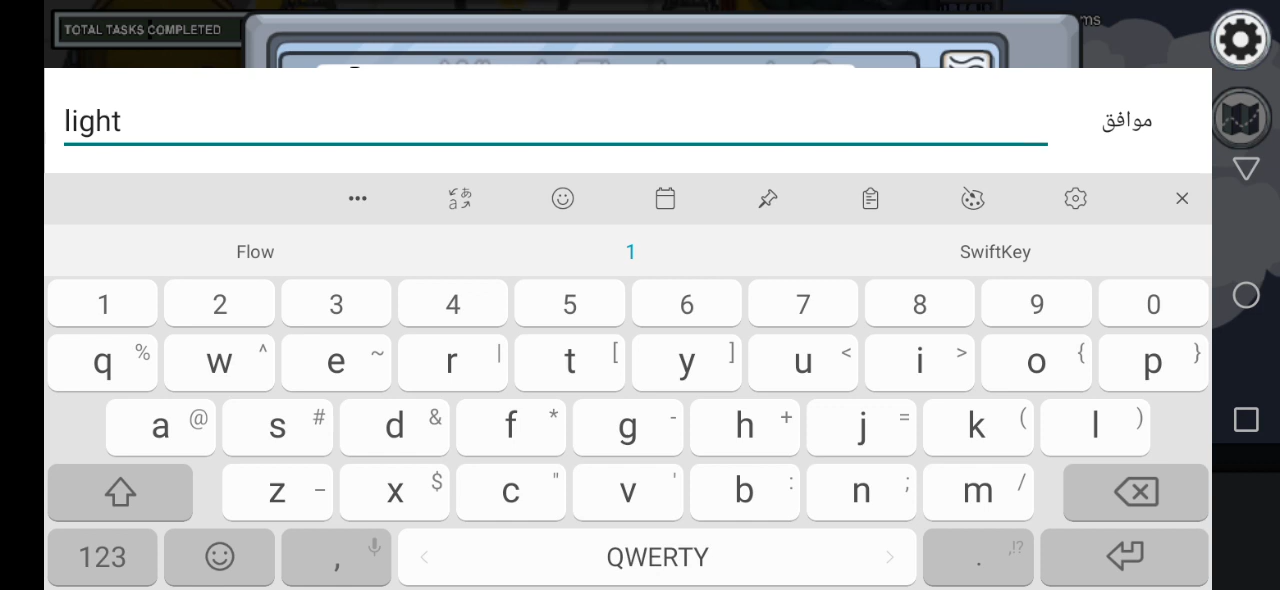 TOTAL TASKS COMPLETED
ms
light
موافق
Flow 1 SwiftKey
1 2 3 4 5 6 7 8 9 0
q % w ^ e ~ r | t [ y ] u < i > o { p }
a @ s # d & f * g - h + j = k ( l )
z _ x $ c " v ' b : n ; m /
123 , QWERTY . ,!?